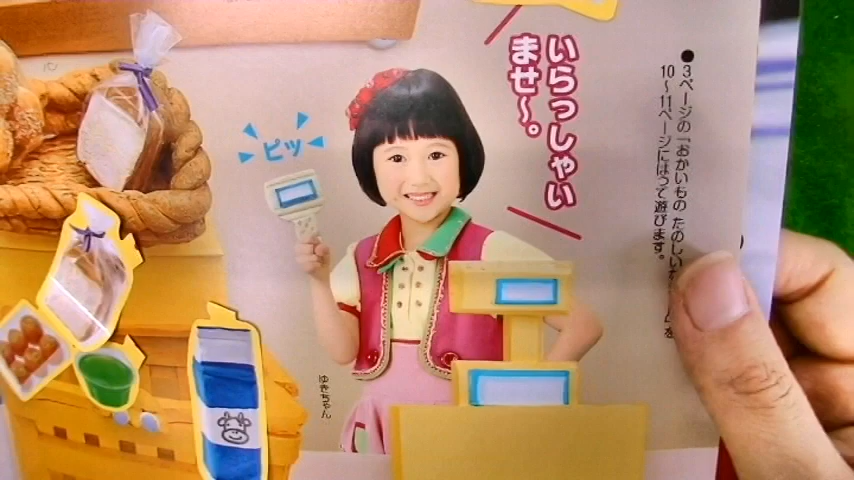 ●3ページの「おかいもの たのしい
10〜11ページにはって遊びます。
いらっしゃい
ませ〜。
ピッ
パン
ゆきちゃん